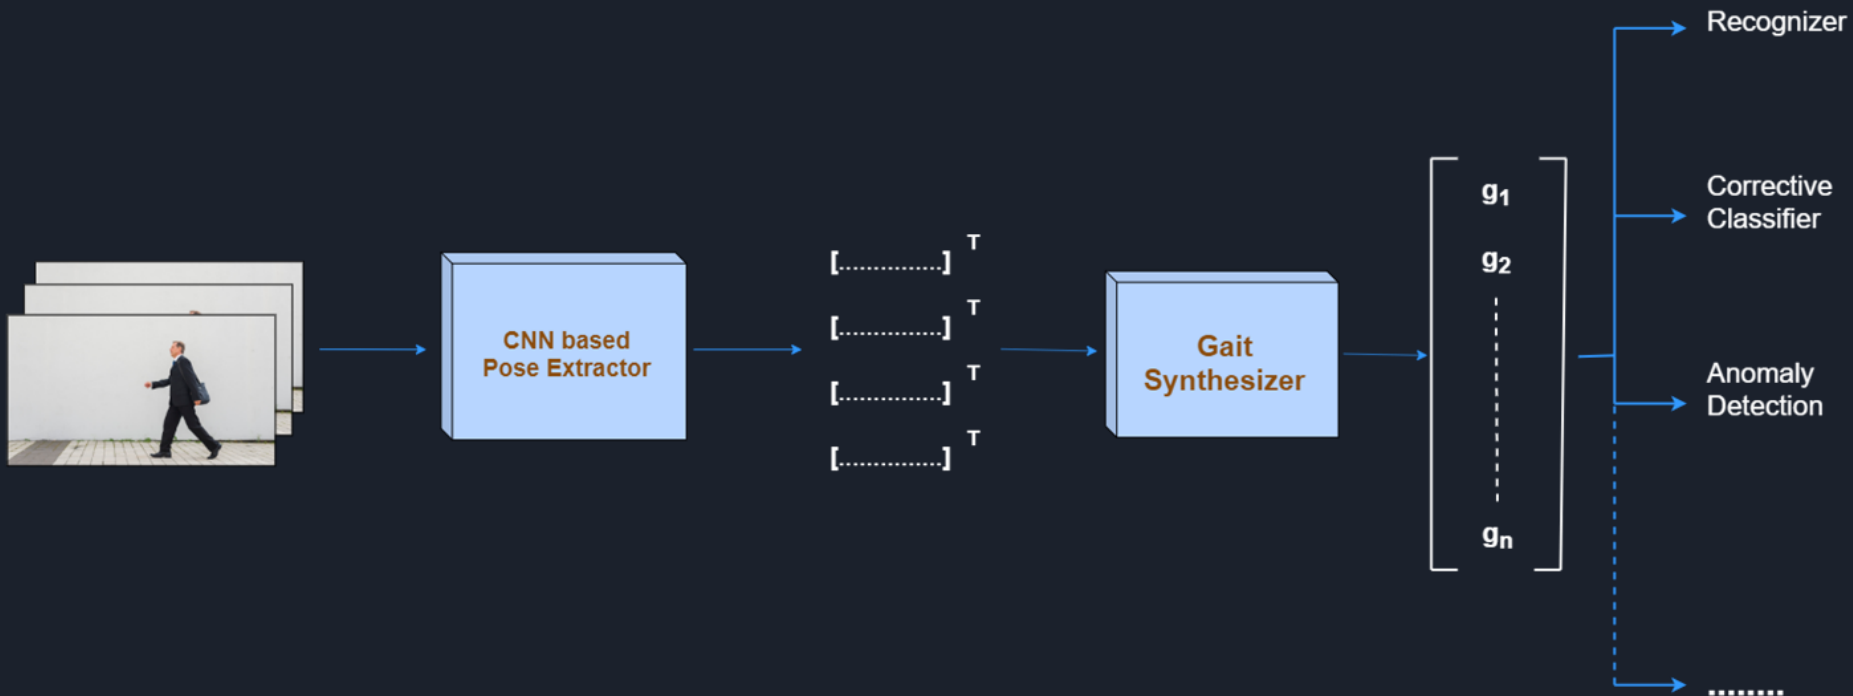 CNN based
Pose Extractor
[..............] T
[..............] T
[..............] T
[..............] T
Gait
Synthesizer
g1
g2
gn
Recognizer
Corrective
Classifier
Anomaly
Detection
........